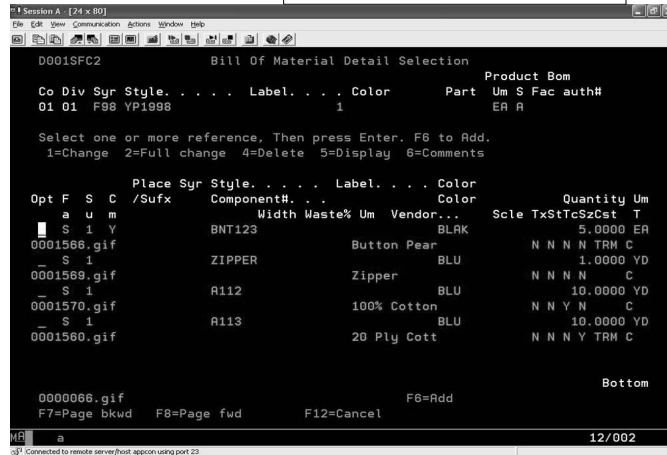 Session A - [24 x 80]
File Edit View Communication Actions Window Help
D001SFC2 Bill Of Material Detail Selection
Product Bom
Co Div Syr Style. . . . . Label. . . . Color Part Um S Fac auth#
01 01 F98 YP1998 1 EA A
Select one or more reference, Then press Enter. F6 to Add.
1=Change 2=Full change 4=Delete 5=Display 6=Comments
Place Syr Style. . . . . Label. . . . Color
Opt F S C /Sufx Component#. . . Color Quantity Um
a u m Width Waste% Um Vendor... Scle TxStTcSzCst T
S 1 Y BNT123 BLAK 5.0000 EA
0001566.gif Button Pear N N N N TRM C
_ S 1 ZIPPER BLU 1.0000 YD
0001569.gif Zipper N N N N C
_ S 1 A112 BLU 10.0000 YD
0001570.gif 100% Cotton N N Y N C
_ S 1 A113 BLU 10.0000 YD
0001560.gif 20 Ply Cott N N N Y TRM C
Bottom
0000066.gif F6=Add
F7=Page bkwd F8=Page fwd F12=Cancel
MA a 12/002
Connected to remote server/host appcon using port 23